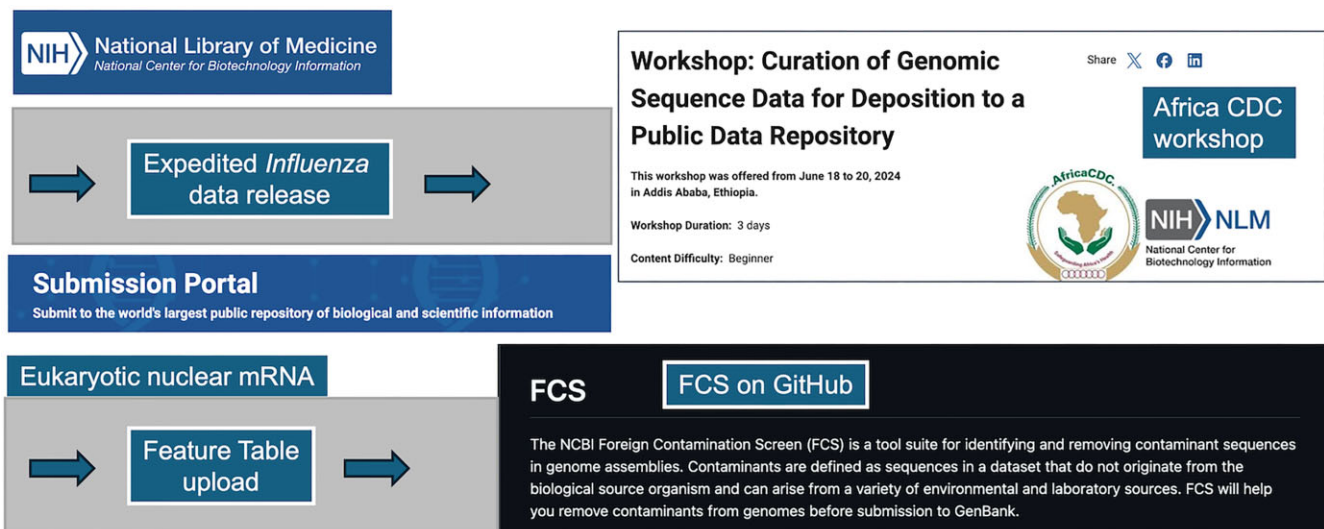 NIH National Library of Medicine
National Center for Biotechnology Information
Expedited Influenza
data release
Submission Portal
Submit to the world's largest public repository of biological and scientific information
Workshop: Curation of Genomic
Sequence Data for Deposition to a
Public Data Repository
This workshop was offered from June 18 to 20, 2024
in Addis Ababa, Ethiopia.
Workshop Duration: 3 days
Content Difficulty: Beginner
Share
Africa CDC
workshop
AfricaCDC
Safeguarding Africa's Health
NIH NLM
National Center for
Biotechnology Information
Eukaryotic nuclear mRNA
Feature Table
upload
FCS
FCS on GitHub
The NCBI Foreign Contamination Screen (FCS) is a tool suite for identifying and removing contaminant sequences
in genome assemblies. Contaminants are defined as sequences in a dataset that do not originate from the
biological source organism and can arise from a variety of environmental and laboratory sources. FCS will help
you remove contaminants from genomes before submission to GenBank.